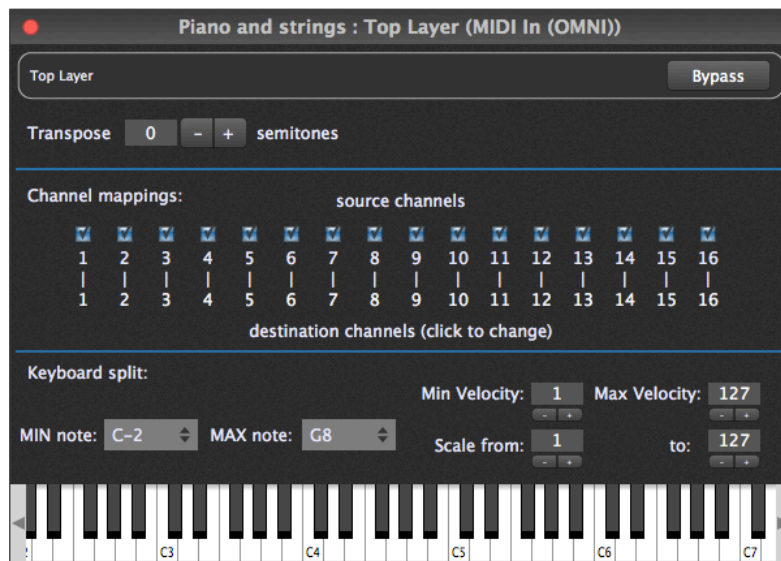 Piano and strings : Top Layer (MIDI In (OMNI))
Top Layer
Bypass
Transpose 0 - + semitones
Channel mappings:
source channels
1 2 3 4 5 6 7 8 9 10 11 12 13 14 15 16
1 2 3 4 5 6 7 8 9 10 11 12 13 14 15 16
destination channels (click to change)
Keyboard split:
Min Velocity: 1 Max Velocity: 127
- + - +
MIN note: C-2 MAX note: G8
Scale from: 1 to: 127
- + - +
C3 C4 C5 C6 C7